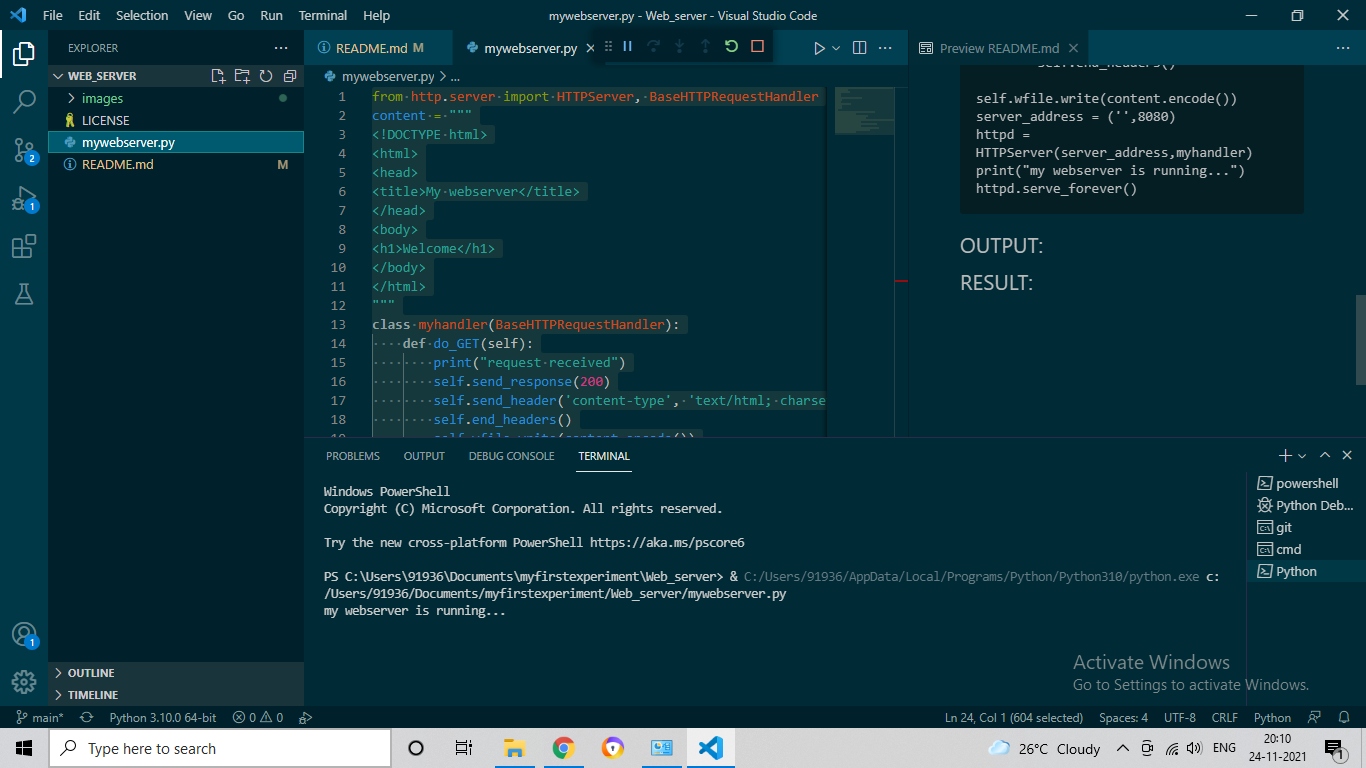 File Edit Selection View Go Run Terminal Help
mywebserver.py - Web_server - Visual Studio Code
EXPLORER
WEB_SERVER
images
LICENSE
mywebserver.py
README.md M
OUTLINE
TIMELINE
README.md M
mywebserver.py
mywebserver.py > ...
1 from http.server import HTTPServer, BaseHTTPRequestHandler
2 content = """
3 <!DOCTYPE html>
4 <html>
5 <head>
6 <title>My webserver</title>
7 </head>
8 <body>
9 <h1>Welcome</h1>
10 </body>
11 </html>
12 """
13 class myhandler(BaseHTTPRequestHandler):
14 def do_GET(self):
15 print("request received")
16 self.send_response(200)
17 self.send_header('content-type', 'text/html; charse
18 self.end_headers()
19 self.wfile.write(content.encode())
Preview README.md
self.end_headers()
self.wfile.write(content.encode())
server_address = ('',8080)
httpd =
HTTPServer(server_address,myhandler)
print("my webserver is running...")
httpd.serve_forever()
OUTPUT:
RESULT:
PROBLEMS OUTPUT DEBUG CONSOLE TERMINAL
Windows PowerShell
Copyright (C) Microsoft Corporation. All rights reserved.
Try the new cross-platform PowerShell https://aka.ms/pscore6
PS C:\Users\91936\Documents\myfirstexperiment\Web_server> & C:/Users/91936/AppData/Local/Programs/Python/Python310/python.exe c:
/Users/91936/Documents/myfirstexperiment/Web_server/mywebserver.py
my webserver is running...
powershell
Python Deb...
git
cmd
Python
2
1
1
Activate Windows
Go to Settings to activate Windows.
main* Python 3.10.0 64-bit 0 0 Ln 24, Col 1 (604 selected) Spaces: 4 UTF-8 CRLF Python
Type here to search
26°C Cloudy ENG
20:10
24-11-2021
1